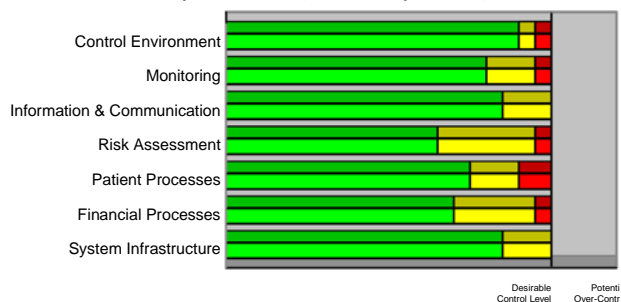 Control Environment
Monitoring
Information & Communication
Risk Assessment
Patient Processes
Financial Processes
System Infrastructure
Desirable
Control Level
Potenti
Over-Contr